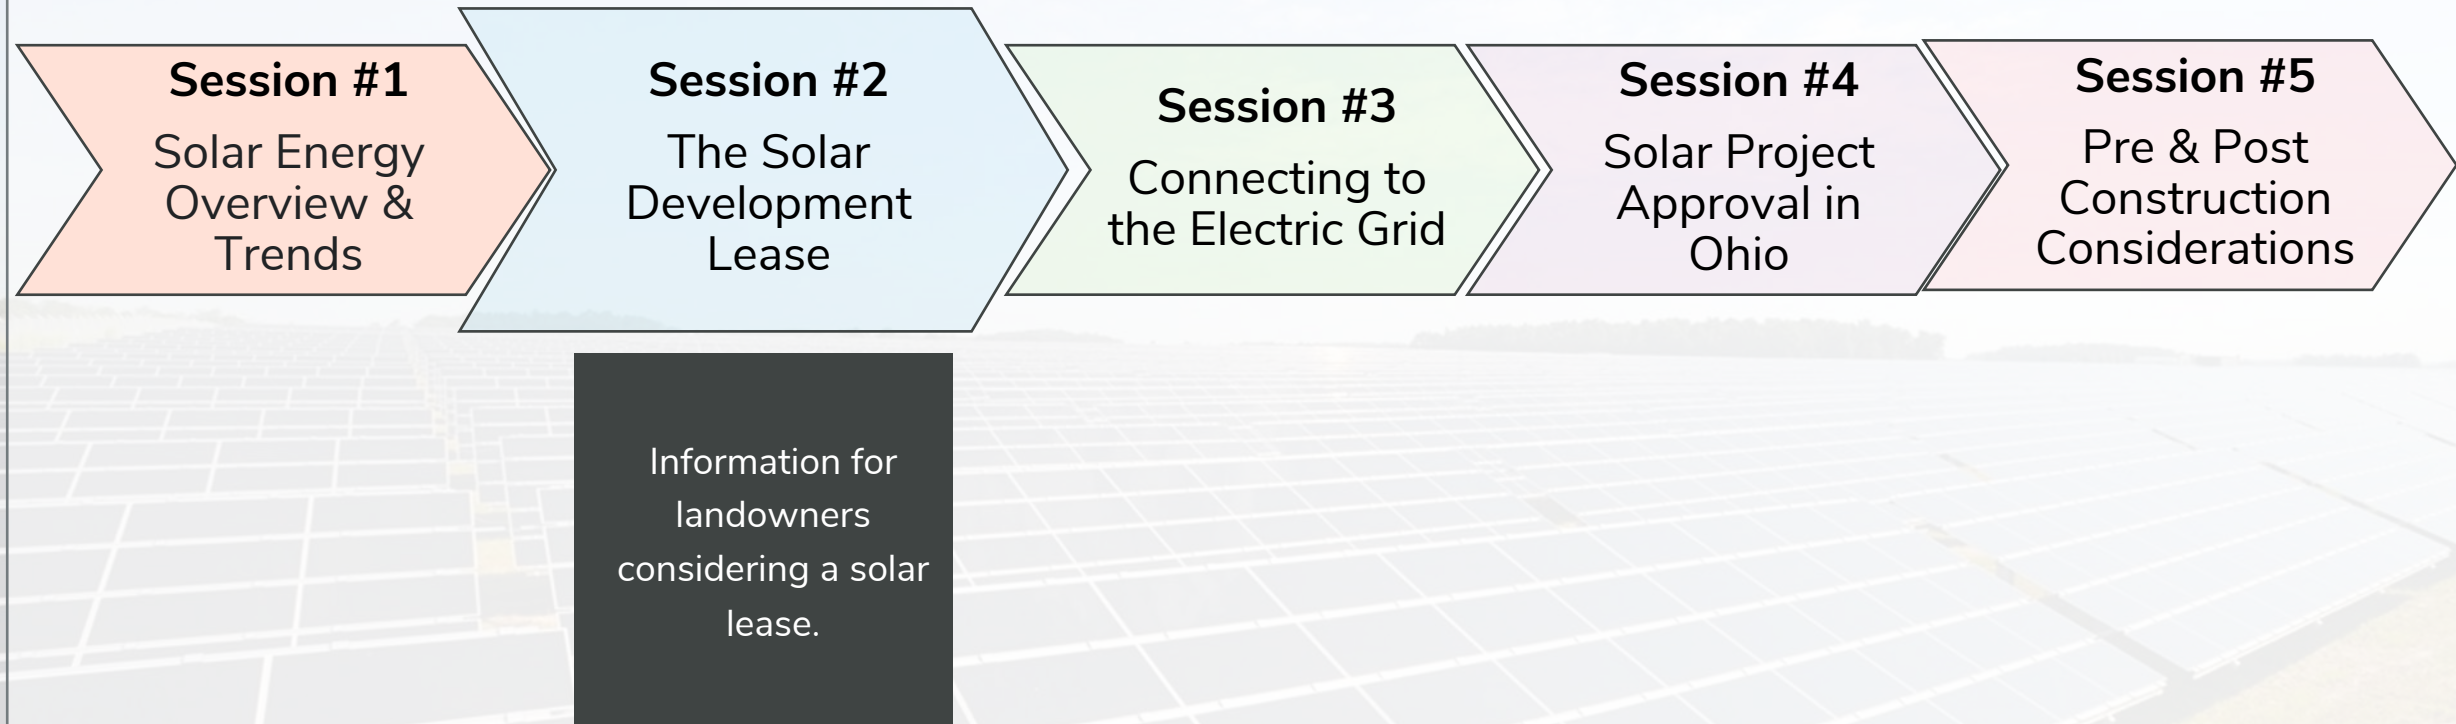 Session #1
Solar Energy
Overview &
Trends
Session #2
The Solar
Development
Lease
Session #3
Connecting to
the Electric Grid
Session #4
Solar Project
Approval in
Ohio
Session #5
Pre & Post
Construction
Considerations
Information for
landowners
considering a solar
lease.